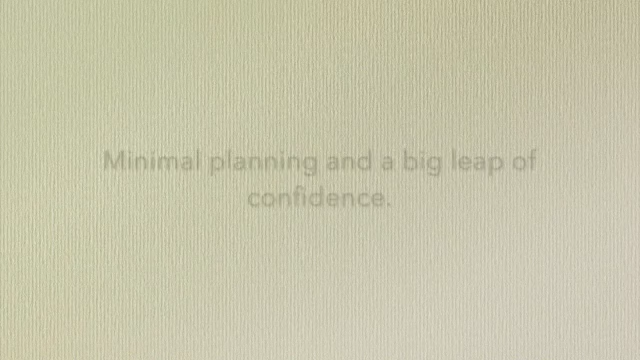 Minimal planning and a big leap of
confidence.